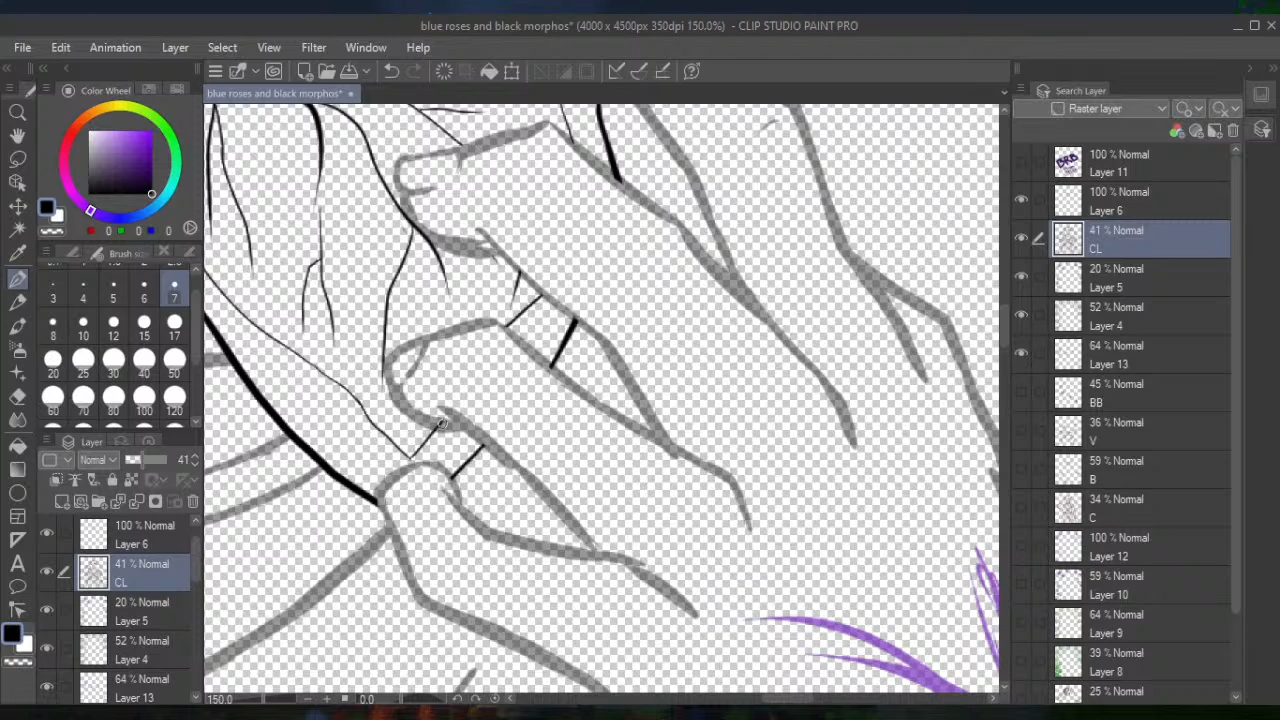 blue roses and black morphos* (4000 x 4500px 350dpi 150.0%) - CLIP STUDIO PAINT PRO
File Edit Animation Layer Select View Filter Window Help
Color Wheel
blue roses and black morphos*
Search Layer
Raster layer
0 0 0
Brush size
3 4 5 6 7
8 10 12 15 17
20 25 30 40 50
60 70 80 100 120
Layer
Normal 41
100 % Normal
Layer 6
41 % Normal
CL
20 % Normal
Layer 5
52 % Normal
Layer 4
64 % Normal
Layer 13
150.0 0.0
100 % Normal
Layer 11
100 % Normal
Layer 6
41 % Normal
CL
20 % Normal
Layer 5
52 % Normal
Layer 4
64 % Normal
Layer 13
45 % Normal
BB
36 % Normal
V
59 % Normal
B
34 % Normal
C
100 % Normal
Layer 12
59 % Normal
Layer 10
64 % Normal
Layer 9
39 % Normal
Layer 8
25 % Normal